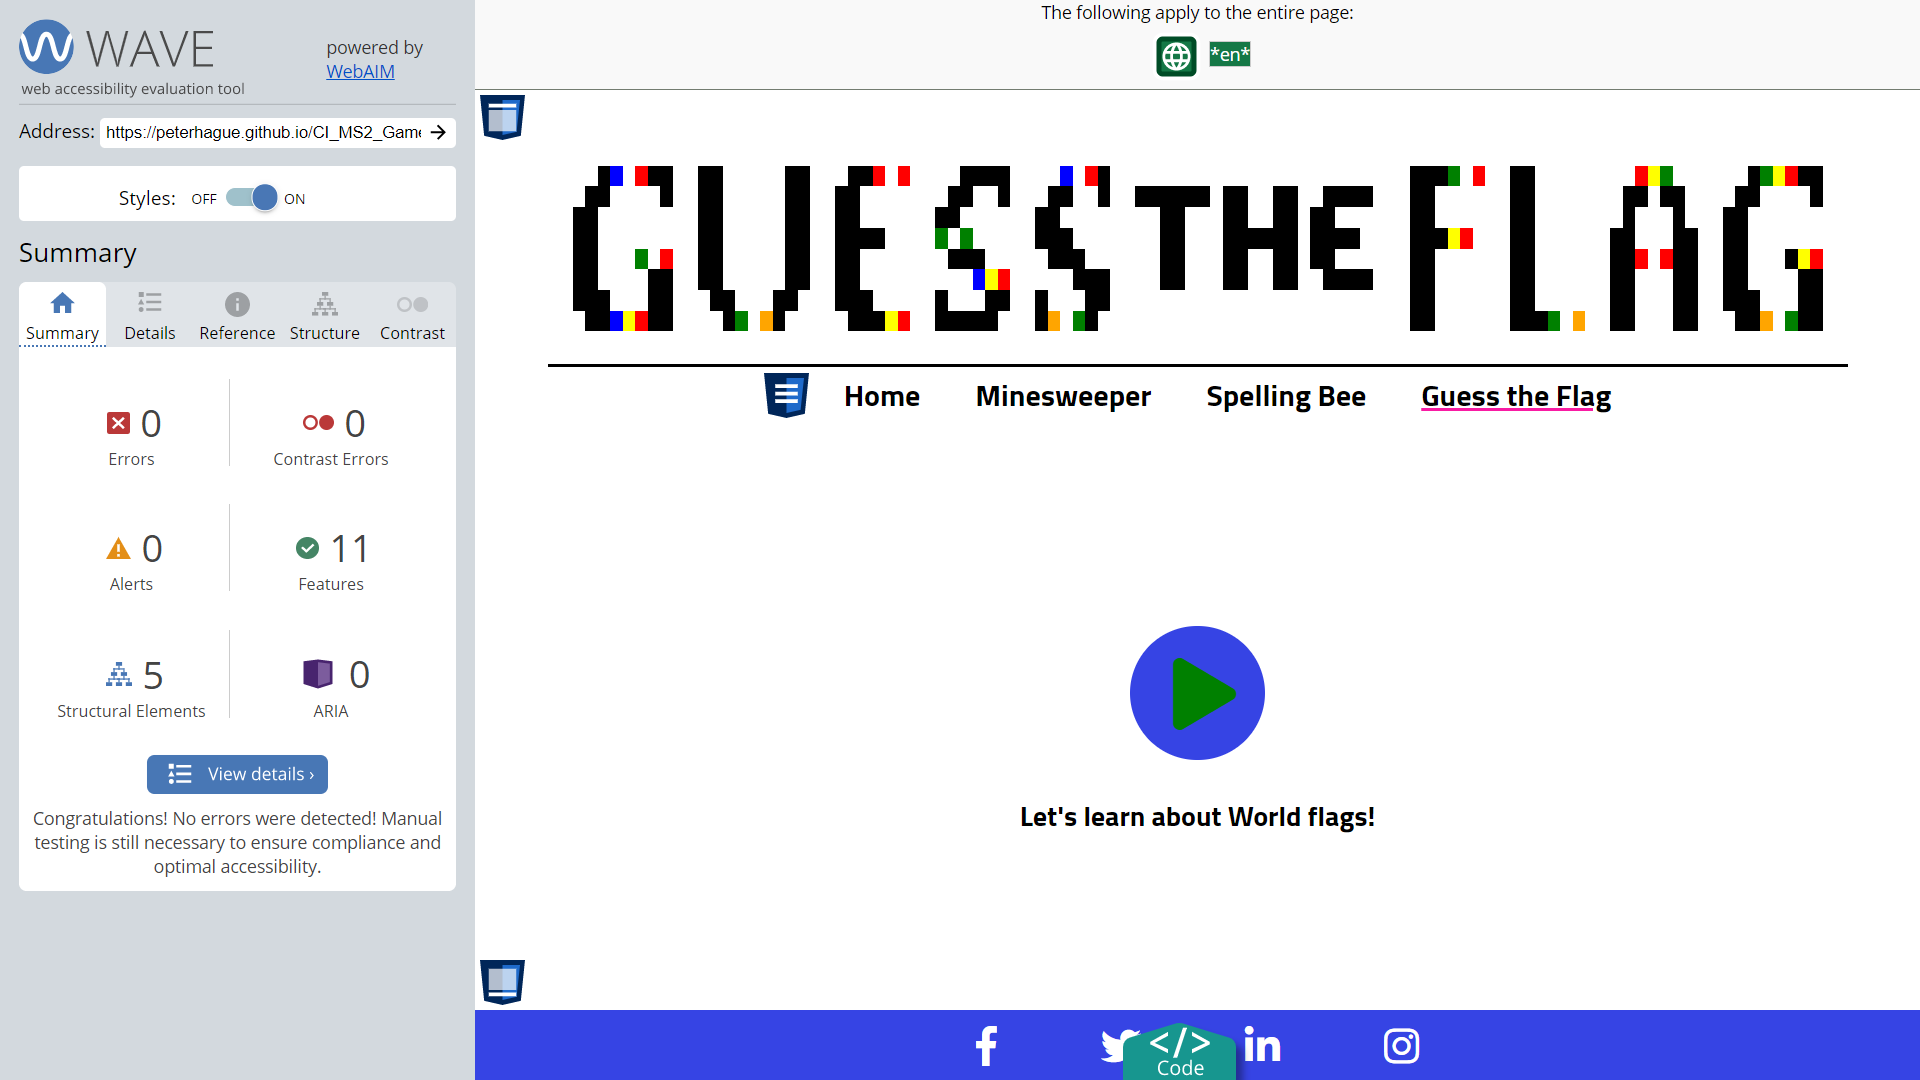 WAVE
powered by
WebAIM
web accessibility evaluation tool
Address: https://peterhague.github.io/CI_MS2_Game
Styles: OFF ON
Summary
Summary Details Reference Structure Contrast
0 0
Errors Contrast Errors
0 11
Alerts Features
5 0
Structural Elements ARIA
View details ›
Congratulations! No errors were detected! Manual
testing is still necessary to ensure compliance and
optimal accessibility.
The following apply to the entire page:
*en*
GUESS THE FLAG
Home Minesweeper Spelling Bee Guess the Flag
Let's learn about World flags!
</> Code